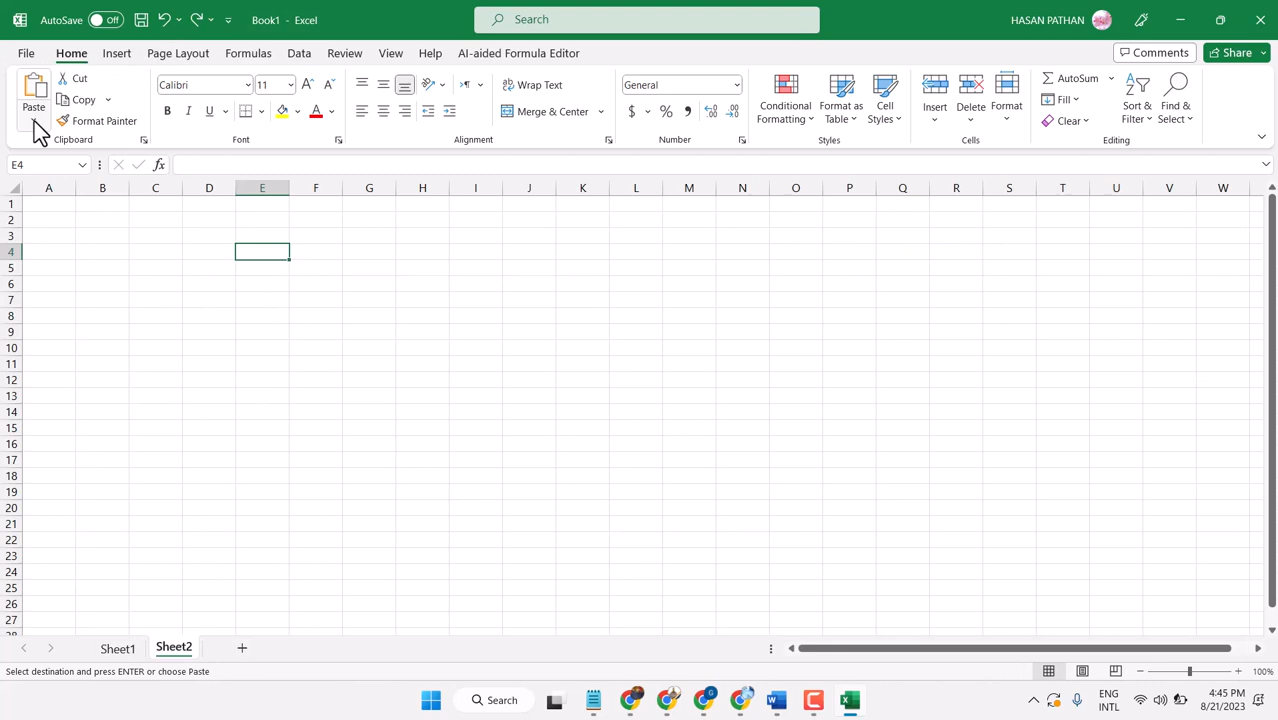 AutoSave Off Book1 - Excel Search HASAN PATHAN
File Home Insert Page Layout Formulas Data Review View Help AI-aided Formula Editor Comments Share
Paste Cut Copy Format Painter Clipboard
Calibri 11 B I U A Font
Wrap Text Merge & Center Alignment
General $ % Number
Conditional Formatting Format as Table Cell Styles Styles
Insert Delete Format Cells
AutoSum Fill Clear Sort & Filter Find & Select Editing
E4 fx
A B C D E F G H I J K L M N O P Q R S T U V W
1
2
3
4
5
6
7
8
9
10
11
12
13
14
15
16
17
18
19
20
21
22
23
24
25
26
27
28
Sheet1 Sheet2
Select destination and press ENTER or choose Paste 100%
Search ENG INTL 4:45 PM 8/21/2023